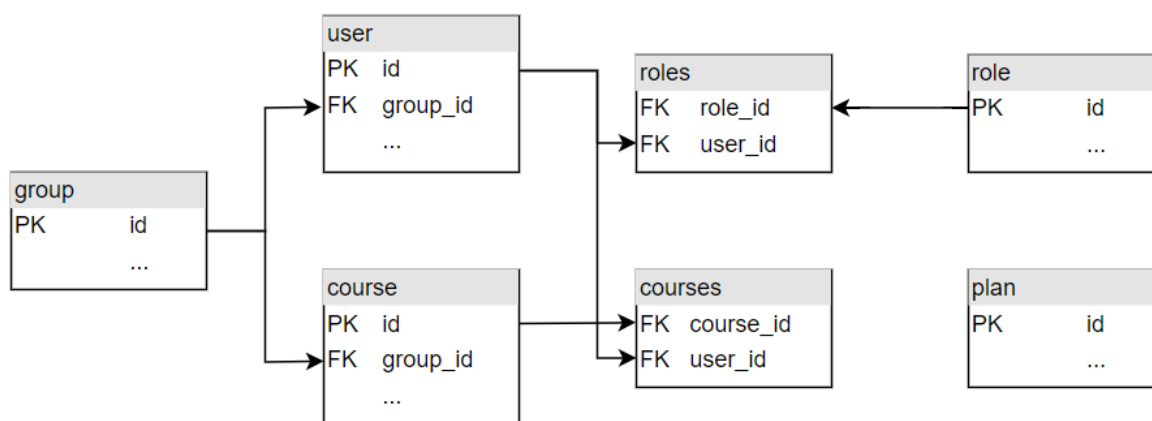 user
PK id
FK group_id
...
roles
FK role_id
FK user_id
role
PK id
...
group
PK id
...
course
PK id
FK group_id
...
courses
FK course_id
FK user_id
plan
PK id
...